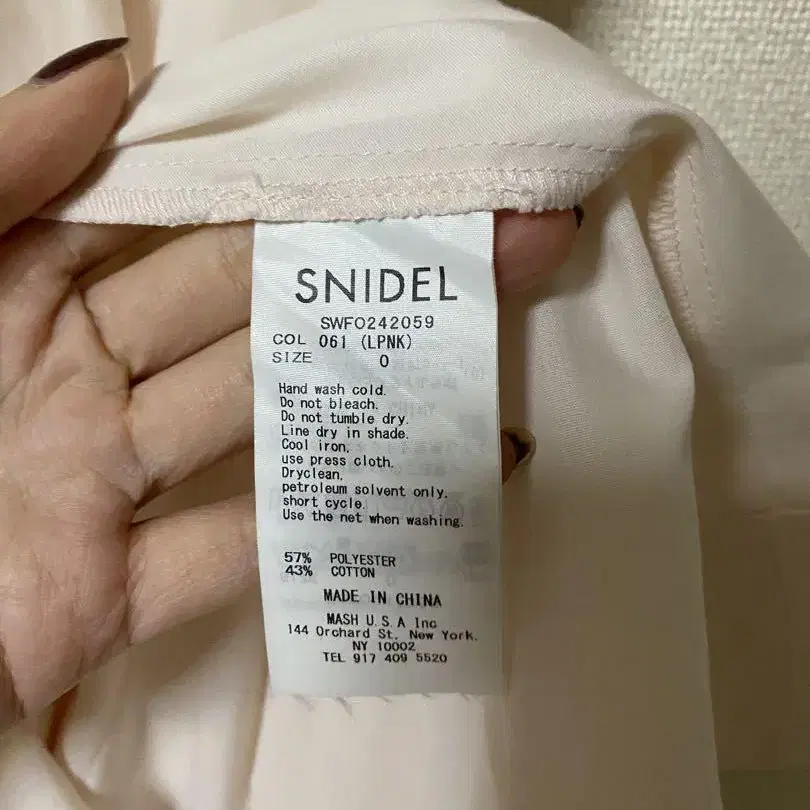 SNIDEL
SWFO242059
COL 061 (LPNK)
SIZE 0
Hand wash cold.
Do not bleach.
Do not tumble dry.
Line dry in shade.
Cool iron.
use press cloth.
Dryclean.
petroleum solvent only.
short cycle.
Use the net when washing.
57% POLYESTER
43% COTTON
MADE IN CHINA
MASH U.S.A Inc
144 Orchard St, New York.
NY 10002
TEL 917 409 5520